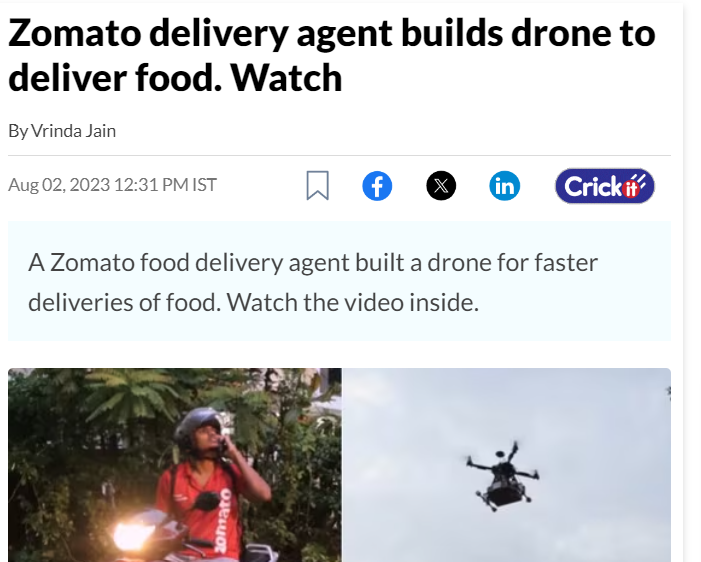 Zomato delivery agent builds drone to
deliver food. Watch
By Vrinda Jain
Aug 02, 2023 12:31 PM IST
Crickit
A Zomato food delivery agent built a drone for faster
deliveries of food. Watch the video inside.
zomato